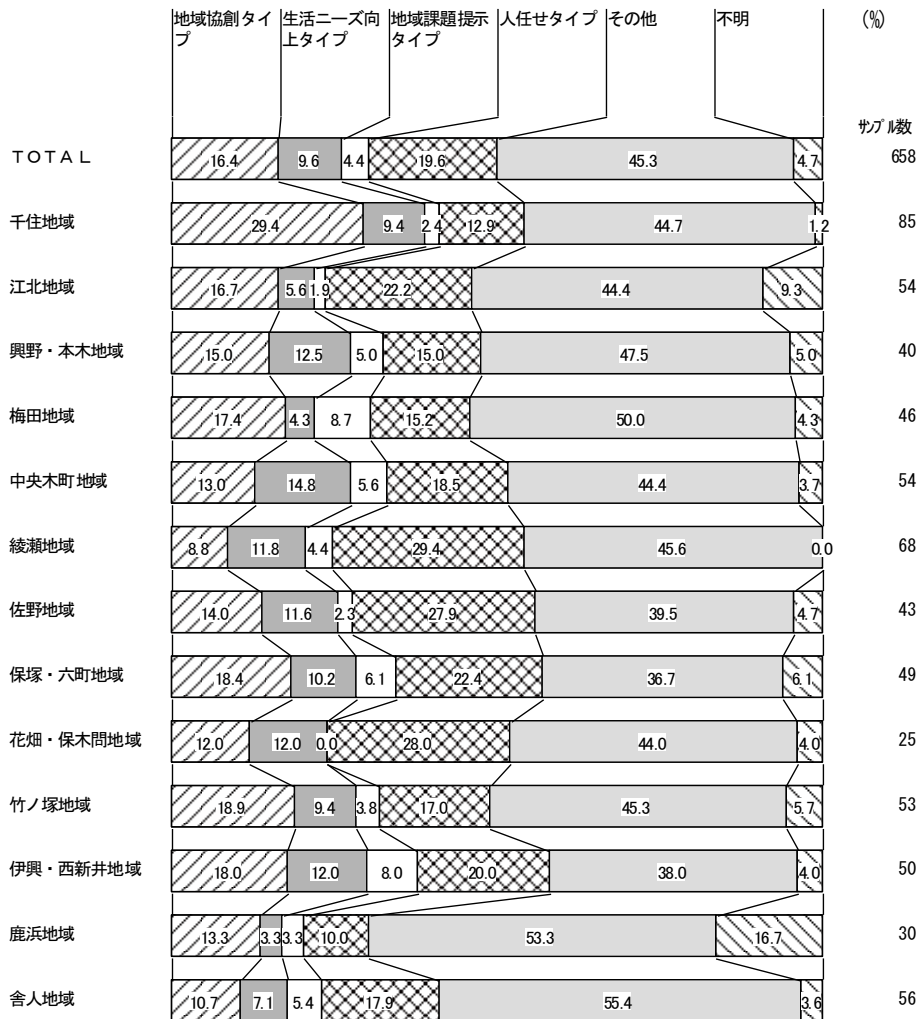 地域協創タイプ
生活ニーズ向上タイプ
地域課題提示タイプ
人任せタイプ
その他
不明
(%)
サンプル数
TOTAL 16.4 9.6 4.4 19.6 45.3 4.7 658
千住地域 29.4 9.4 2.4 12.9 44.7 1.2 85
江北地域 16.7 5.6 1.9 22.2 44.4 9.3 54
興野・本木地域 15.0 12.5 5.0 15.0 47.5 5.0 40
梅田地域 17.4 4.3 8.7 15.2 50.0 4.3 46
中央木町地域 13.0 14.8 5.6 18.5 44.4 3.7 54
綾瀬地域 8.8 11.8 4.4 29.4 45.6 0.0 68
佐野地域 14.0 11.6 2.3 27.9 39.5 4.7 43
保塚・六町地域 18.4 10.2 6.1 22.4 36.7 6.1 49
花畑・保木間地域 12.0 12.0 0.0 28.0 44.0 4.0 25
竹ノ塚地域 18.9 9.4 3.8 17.0 45.3 5.7 53
伊興・西新井地域 18.0 12.0 8.0 20.0 38.0 4.0 50
鹿浜地域 13.3 3.3 3.3 10.0 53.3 16.7 30
舎人地域 10.7 7.1 5.4 17.9 55.4 3.6 56